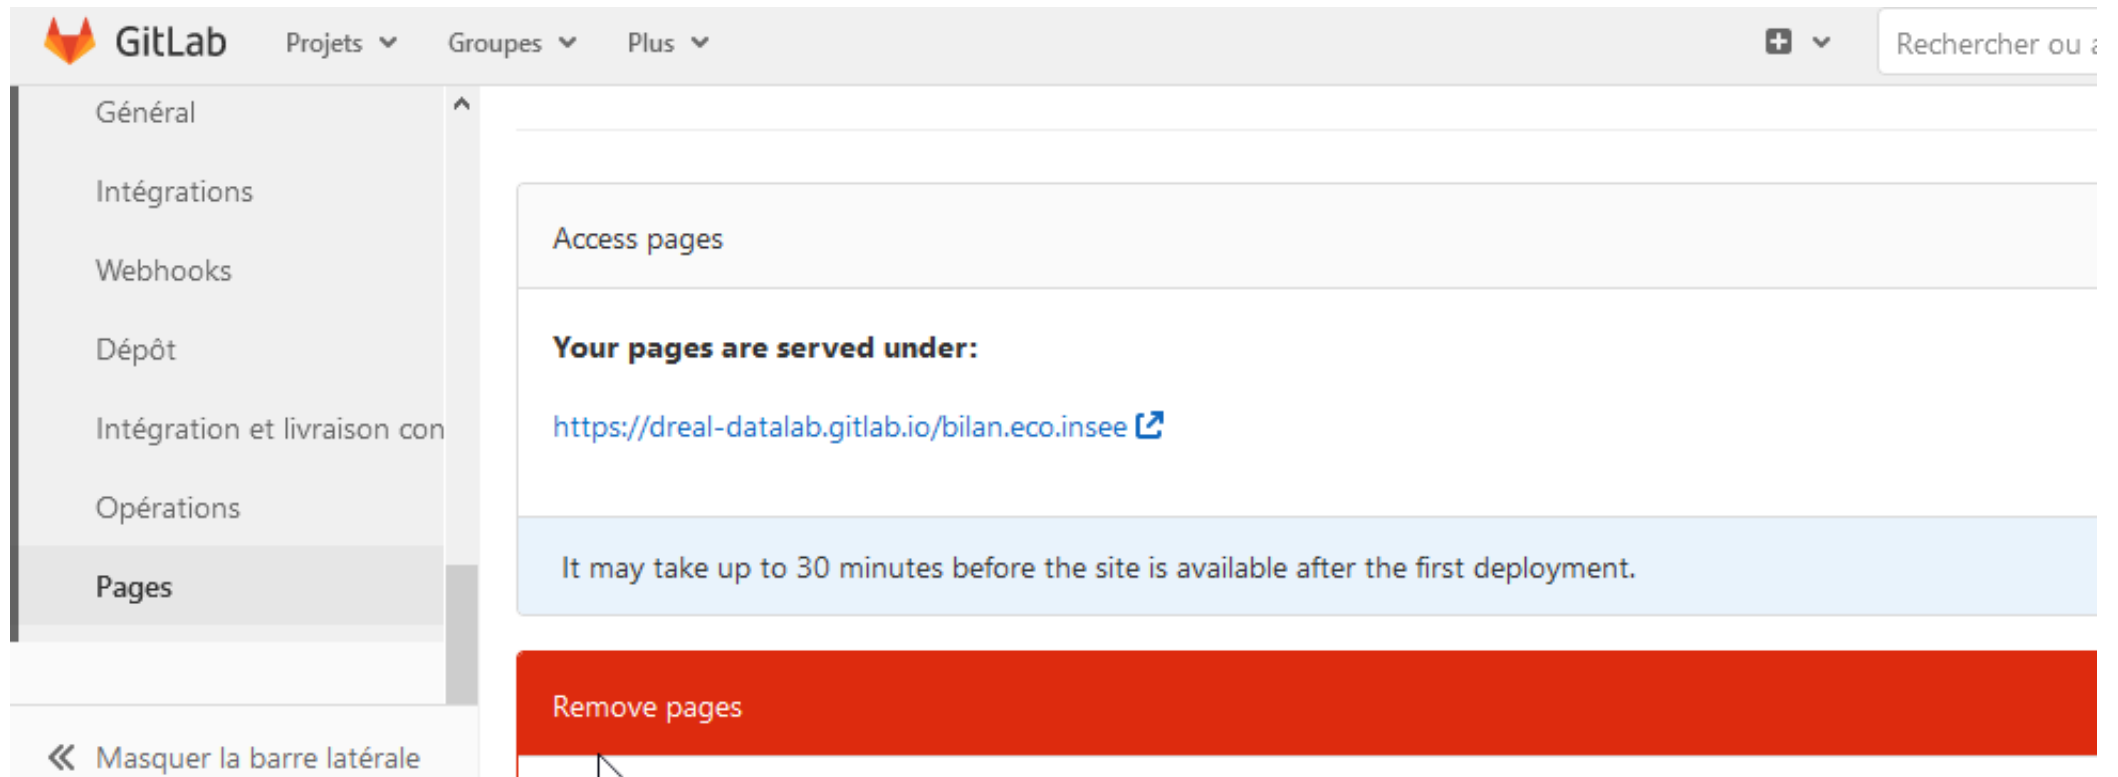 GitLab Projets Groupes Plus Rechercher ou
Général
Intégrations
Webhooks
Dépôt
Intégration et livraison con
Opérations
Pages
Masquer la barre latérale
Access pages
Your pages are served under:
https://dreal-datalab.gitlab.io/bilan.eco.insee
It may take up to 30 minutes before the site is available after the first deployment.
Remove pages